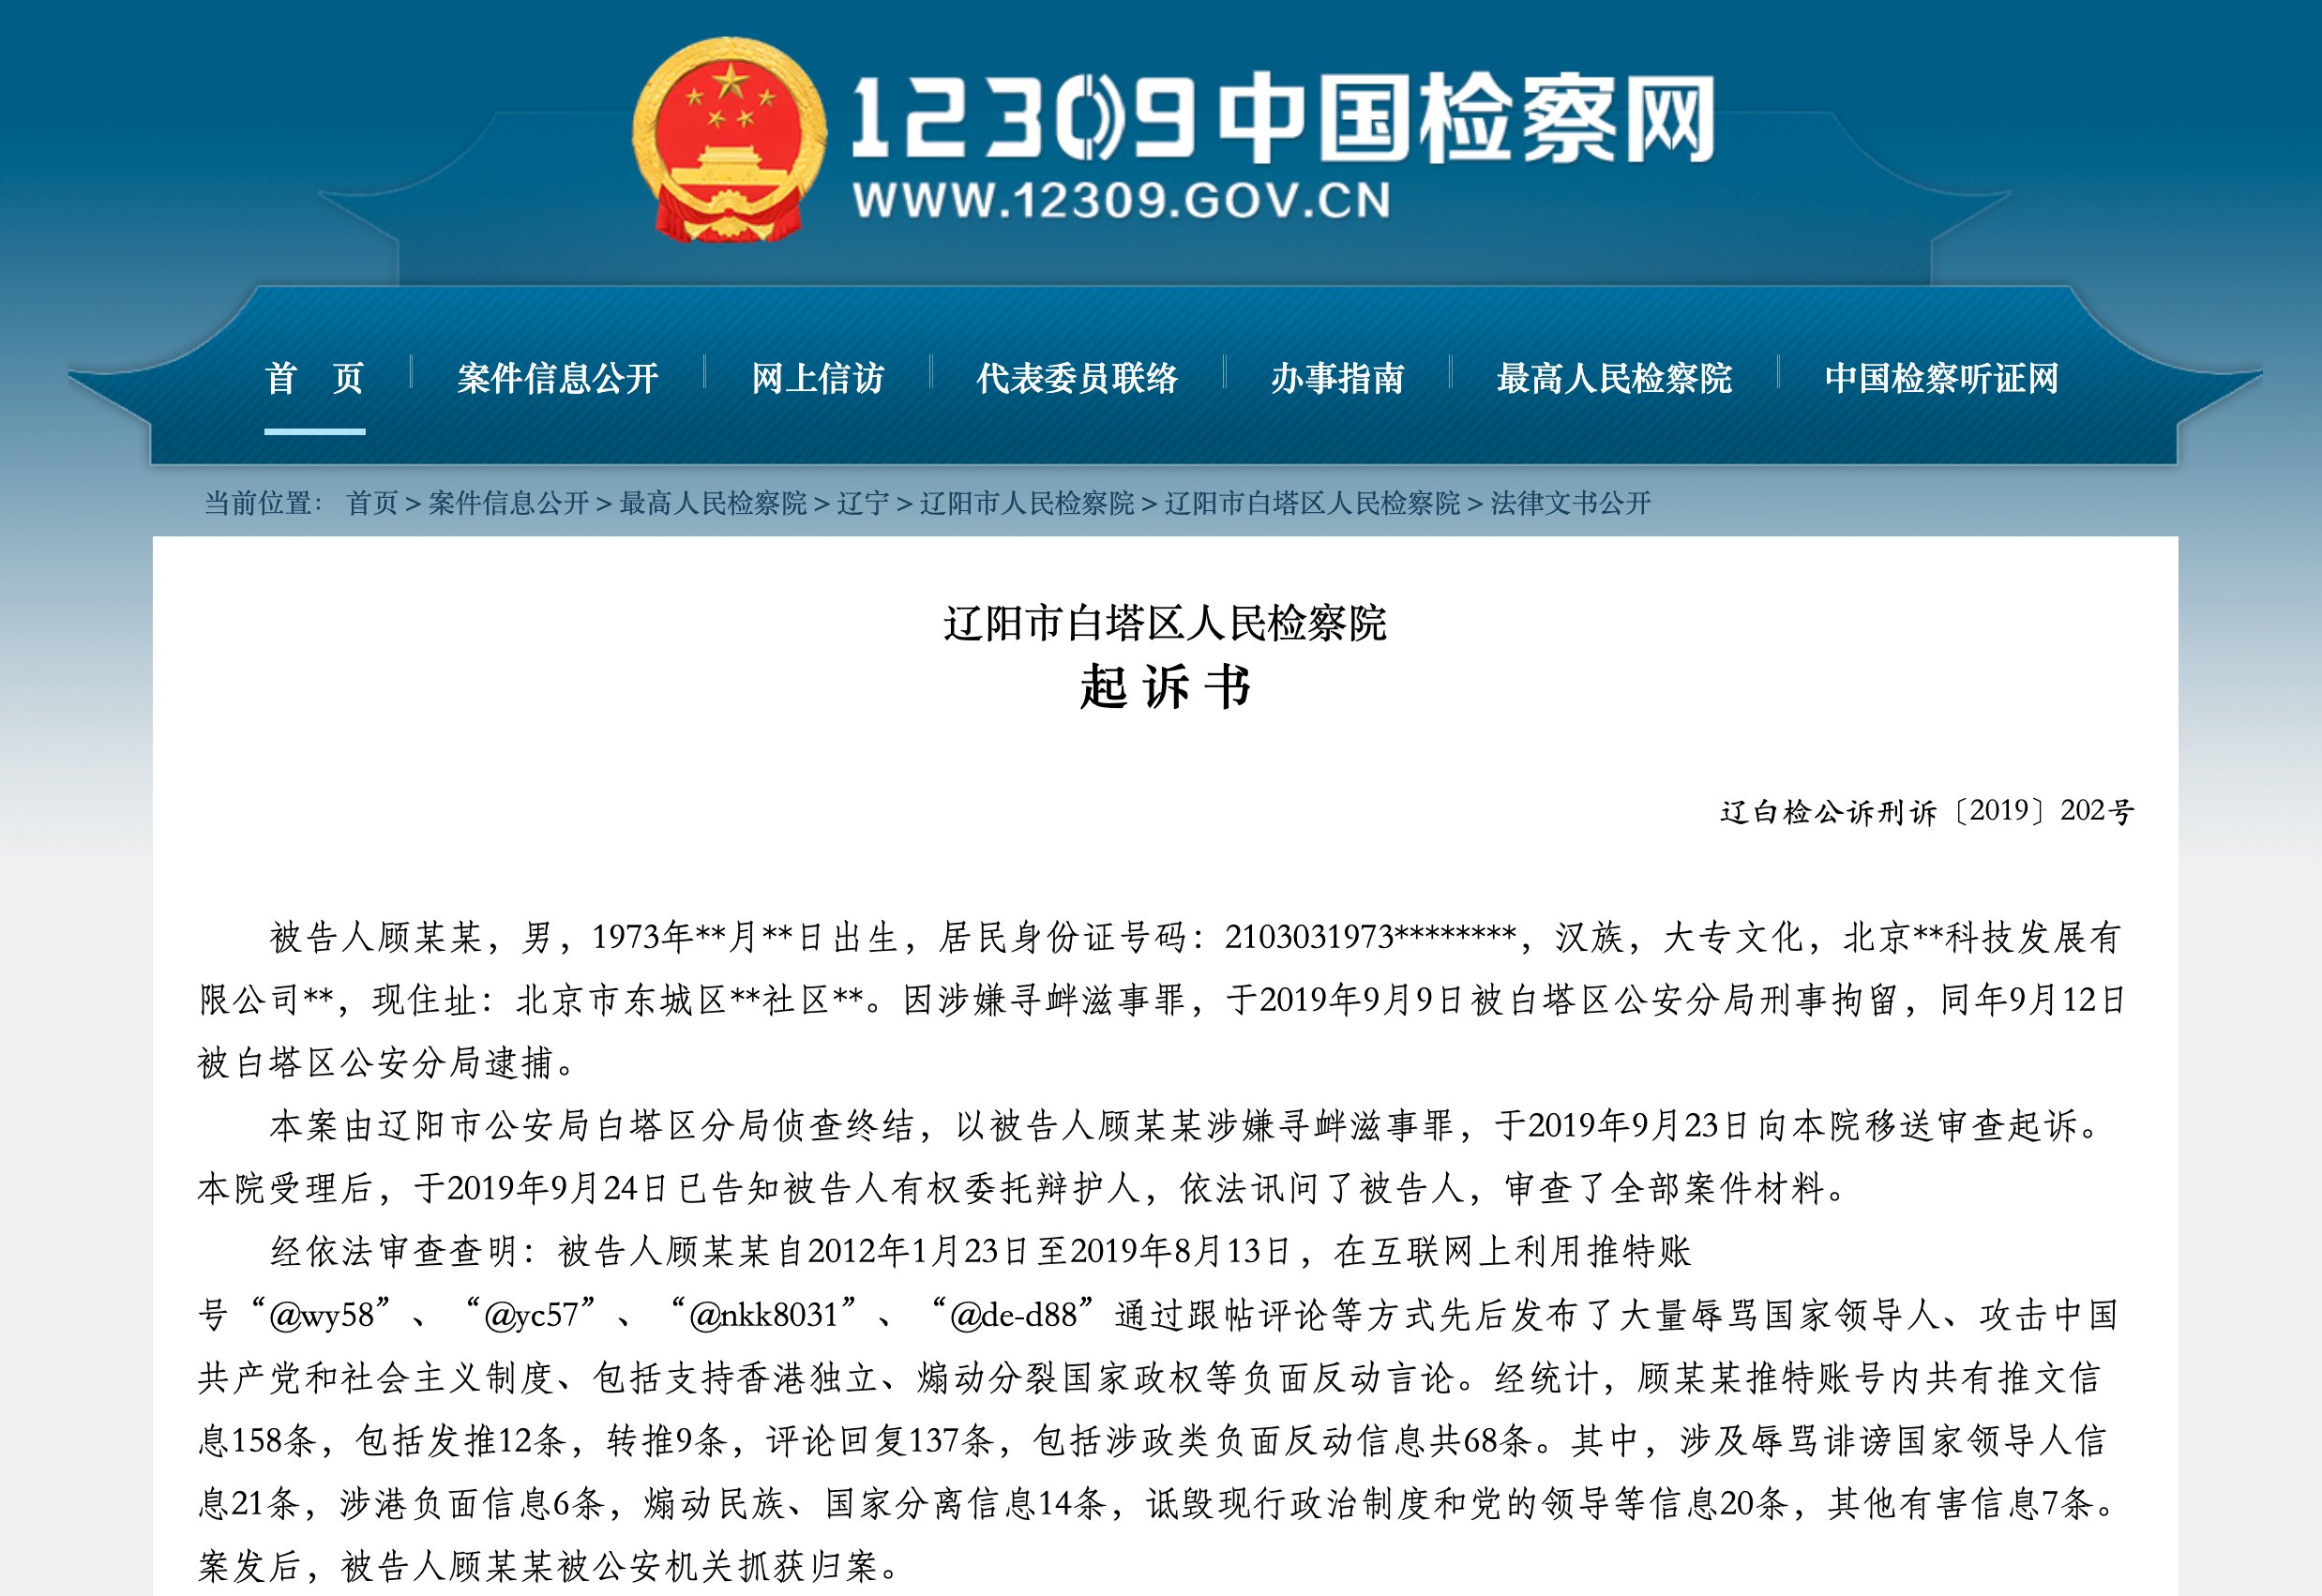 12309中国检察网
WWW.12309.GOV.CN
首 页 案件信息公开 网上信访 代表委员联络 办事指南 最高人民检察院 中国检察听证网
当前位置： 首页 > 案件信息公开 > 最高人民检察院 > 辽宁 > 辽阳市人民检察院 > 辽阳市白塔区人民检察院 > 法律文书公开
辽阳市白塔区人民检察院
起 诉 书
辽白检公诉刑诉〔2019〕202号
被告人顾某某，男，1973年**月**日出生，居民身份证号码：2103031973********，汉族，大专文化，北京**科技发展有
限公司**，现住址：北京市东城区**社区**。因涉嫌寻衅滋事罪，于2019年9月9日被白塔区公安分局刑事拘留，同年9月12日
被白塔区公安分局逮捕。
本案由辽阳市公安局白塔区分局侦查终结，以被告人顾某某涉嫌寻衅滋事罪，于2019年9月23日向本院移送审查起诉。
本院受理后，于2019年9月24日已告知被告人有权委托辩护人，依法讯问了被告人，审查了全部案件材料。
经依法审查查明：被告人顾某某自2012年1月23日至2019年8月13日，在互联网上利用推特账
号“@wy58”、“@yc57”、“@nkk8031”、“@de-d88”通过跟帖评论等方式先后发布了大量辱骂国家领导人、攻击中国
共产党和社会主义制度、包括支持香港独立、煽动分裂国家政权等负面反动言论。经统计，顾某某推特账号内共有推文信
息158条，包括发推12条，转推9条，评论回复137条，包括涉政类负面反动信息共68条。其中，涉及辱骂诽谤国家领导人信
息21条，涉港负面信息6条，煽动民族、国家分离信息14条，诋毁现行政治制度和党的领导等信息20条，其他有害信息7条。
案发后，被告人顾某某被公安机关抓获归案。